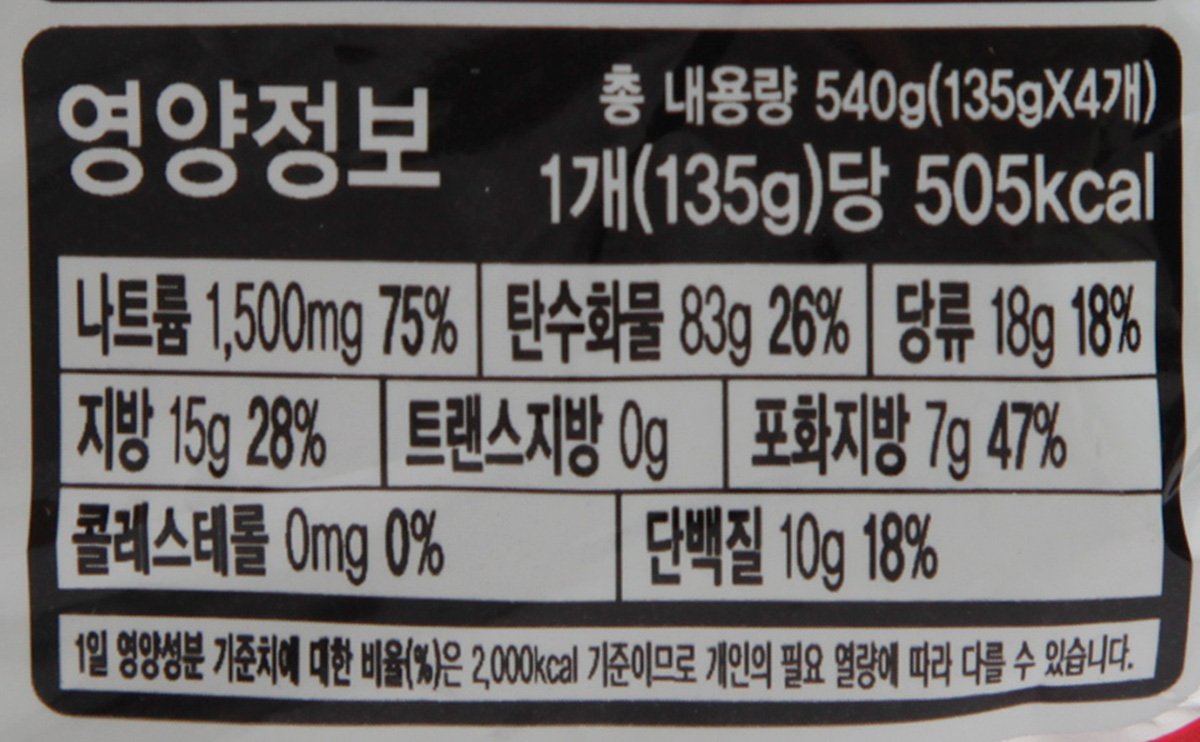 영양정보
총 내용량 540g(135gX4개)
1개(135g)당 505kcal
나트륨 1,500mg 75% 탄수화물 83g 26% 당류 18g 18%
지방 15g 28% 트랜스지방 0g 포화지방 7g 47%
콜레스테롤 0mg 0% 단백질 10g 18%
1일 영양성분 기준치에 대한 비율(%)은 2,000kcal 기준이므로 개인의 필요 열량에 따라 다를 수 있습니다.